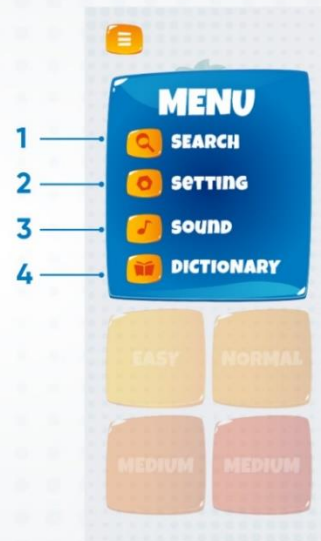 MENU
1 SEARCH
2 SETTING
3 SOUND
4 DICTIONARY
EASY NORMAL
MEDIUM MEDIUM